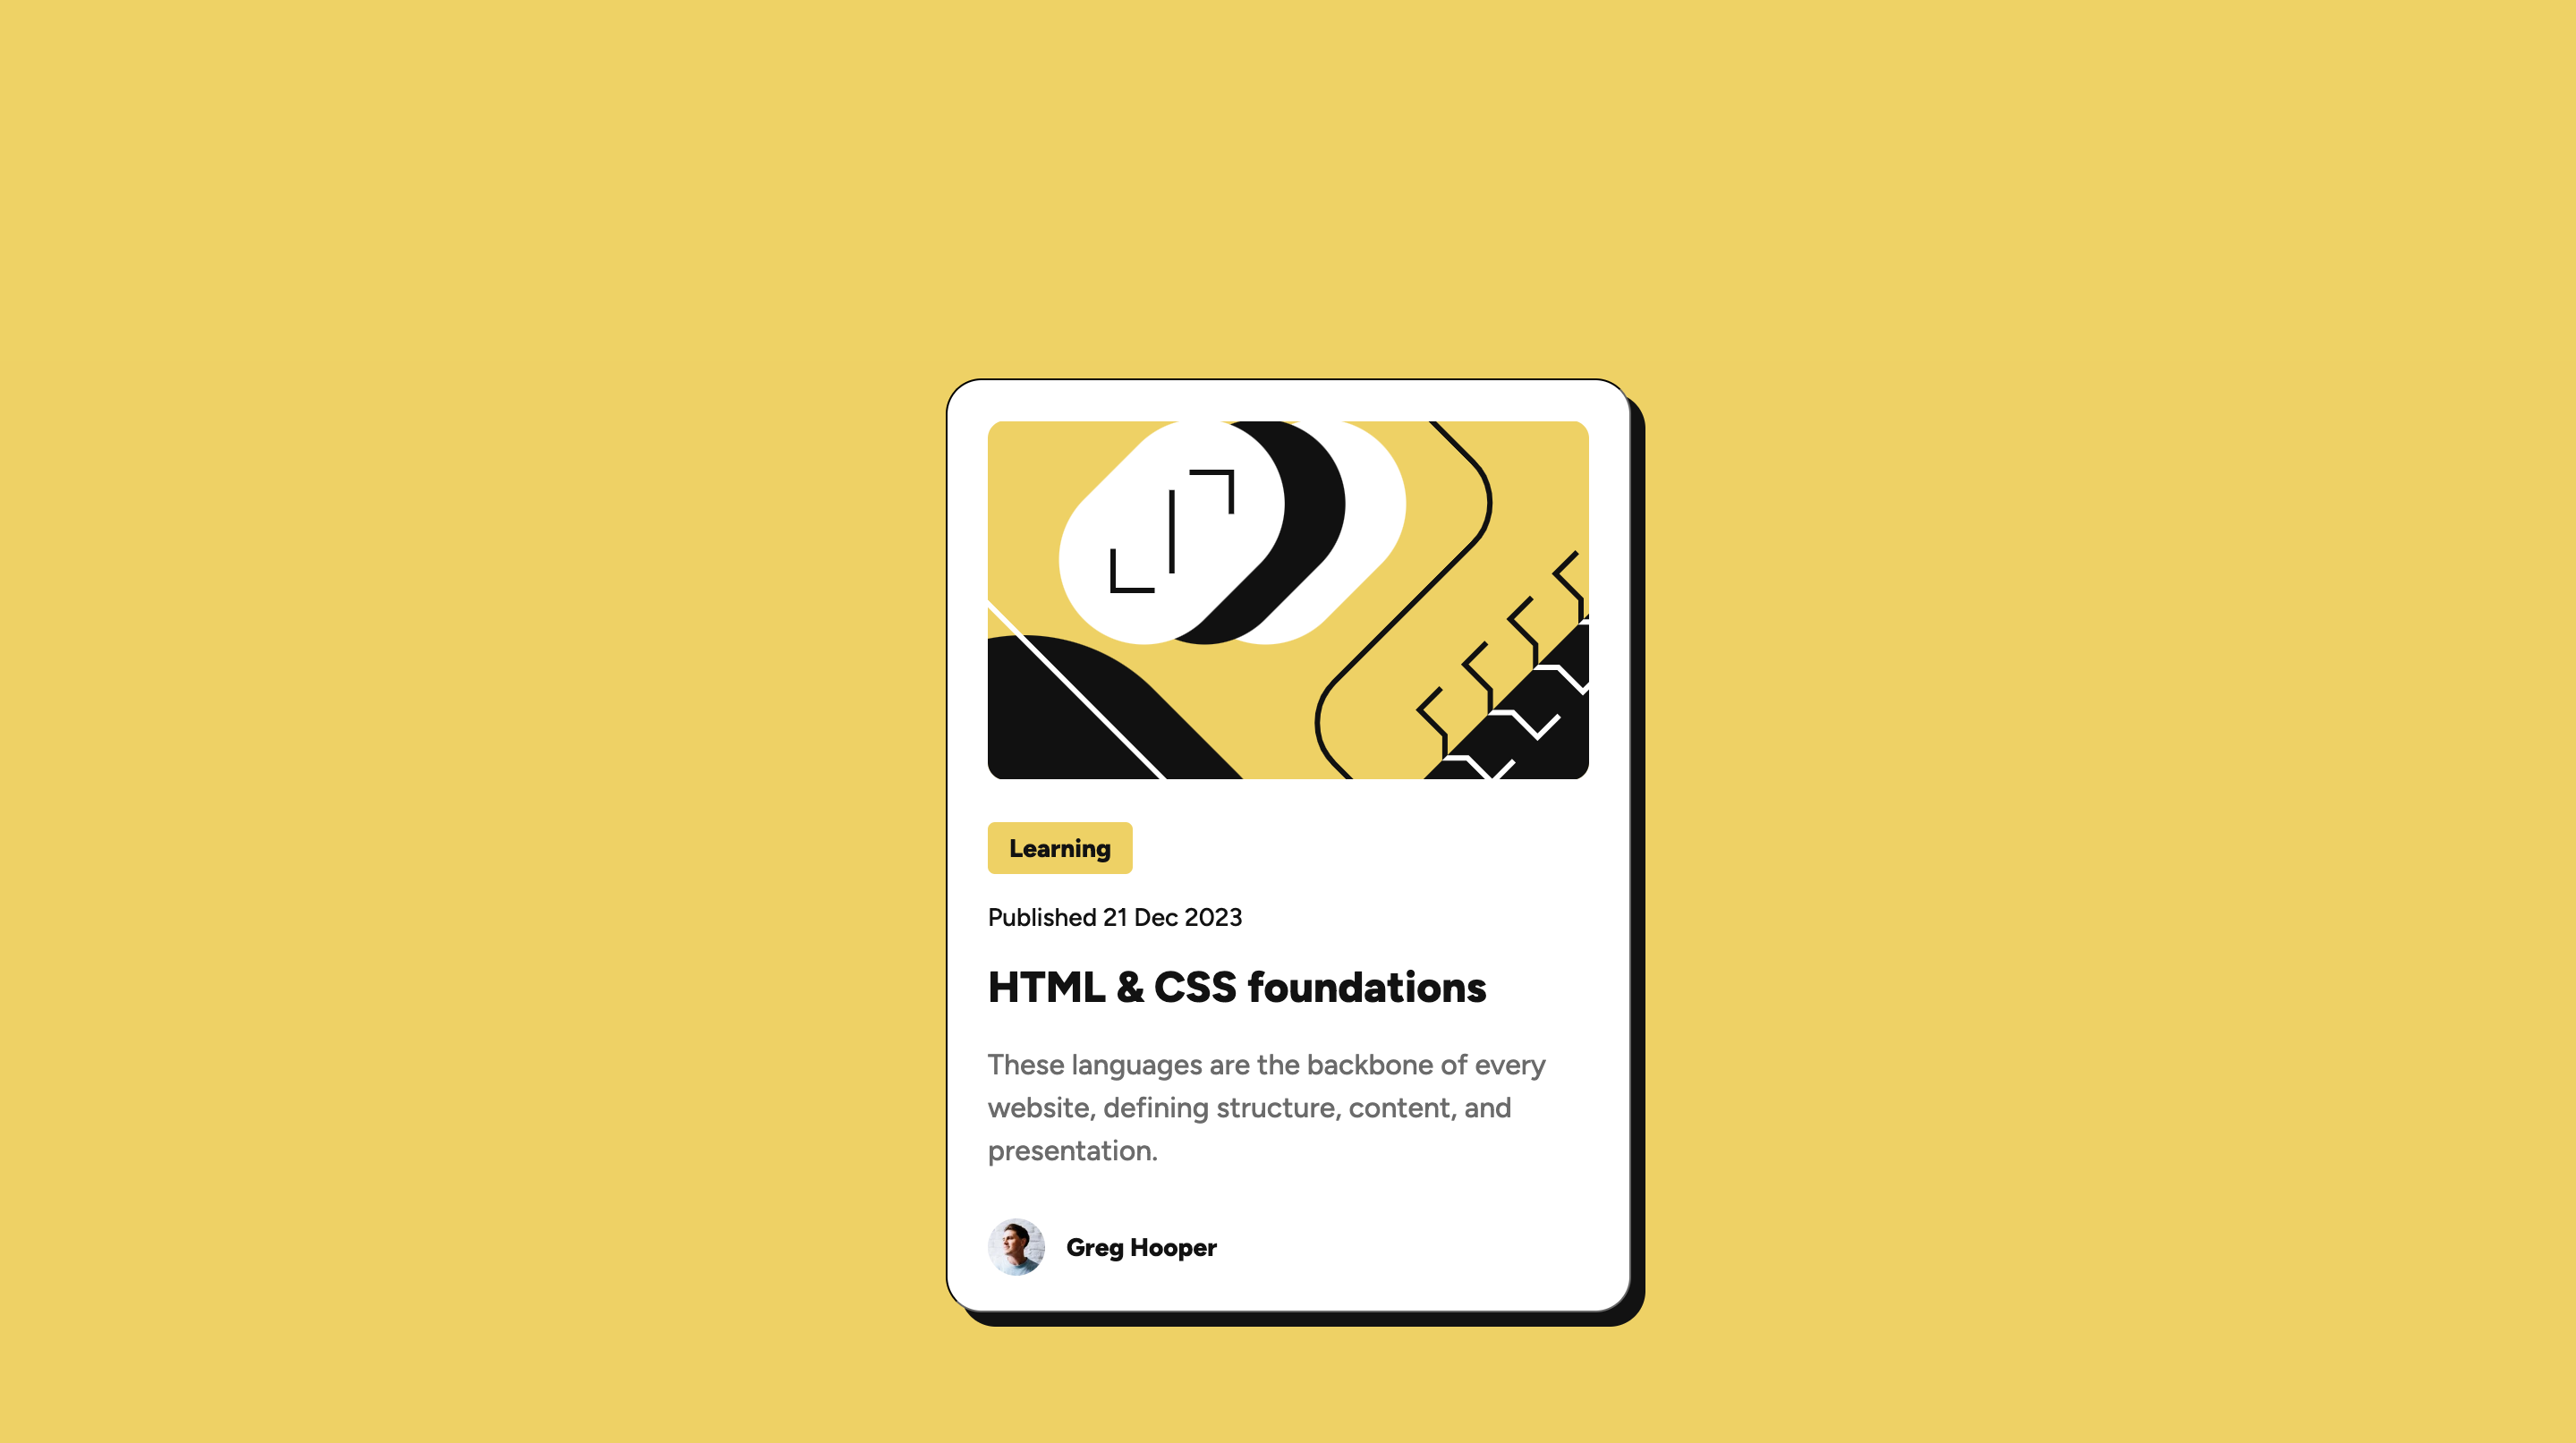 Learning
Published 21 Dec 2023
HTML & CSS foundations
These languages are the backbone of every
website, defining structure, content, and
presentation.
Greg Hooper